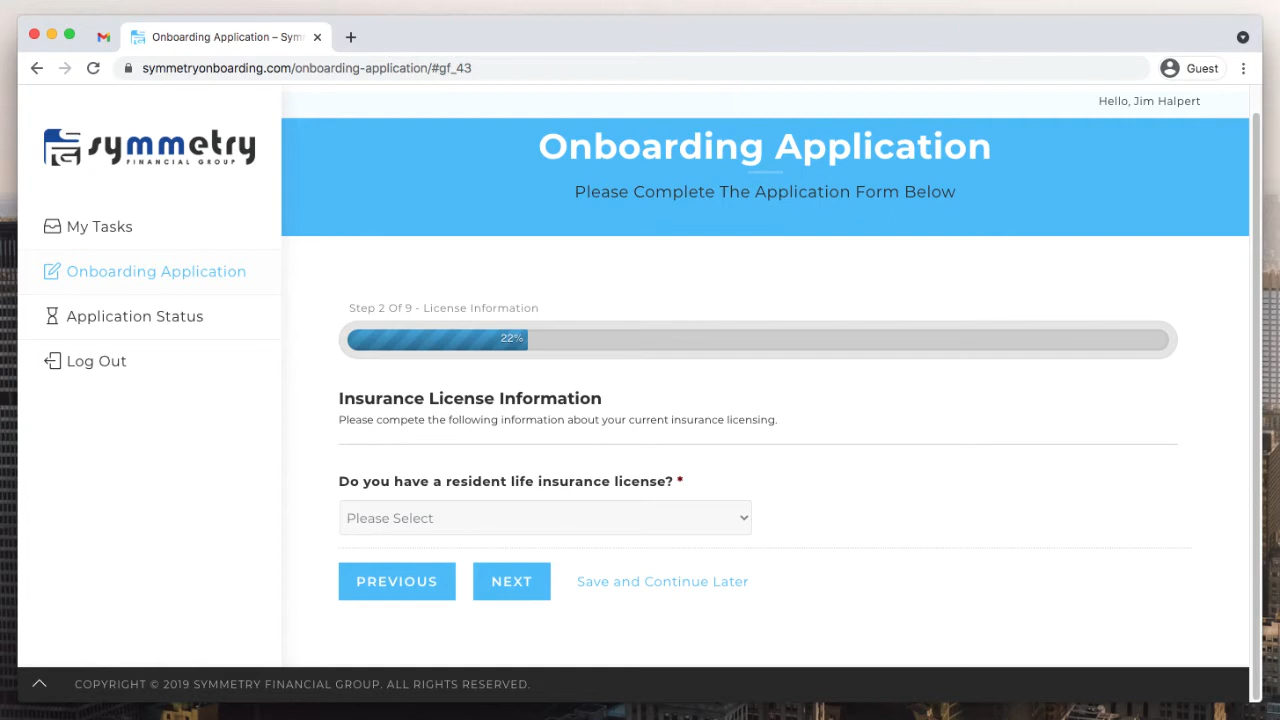 Onboarding Application – Sym
symmetryonboarding.com/onboarding-application/#gf_43
Guest
Hello, Jim Halpert
symmetry
FINANCIAL GROUP
My Tasks
Onboarding Application
Application Status
Log Out
Onboarding Application
Please Complete The Application Form Below
Step 2 Of 9 - License Information
22%
Insurance License Information
Please compete the following information about your current insurance licensing.
Do you have a resident life insurance license? *
Please Select
PREVIOUS
NEXT
Save and Continue Later
COPYRIGHT © 2019 SYMMETRY FINANCIAL GROUP. ALL RIGHTS RESERVED.